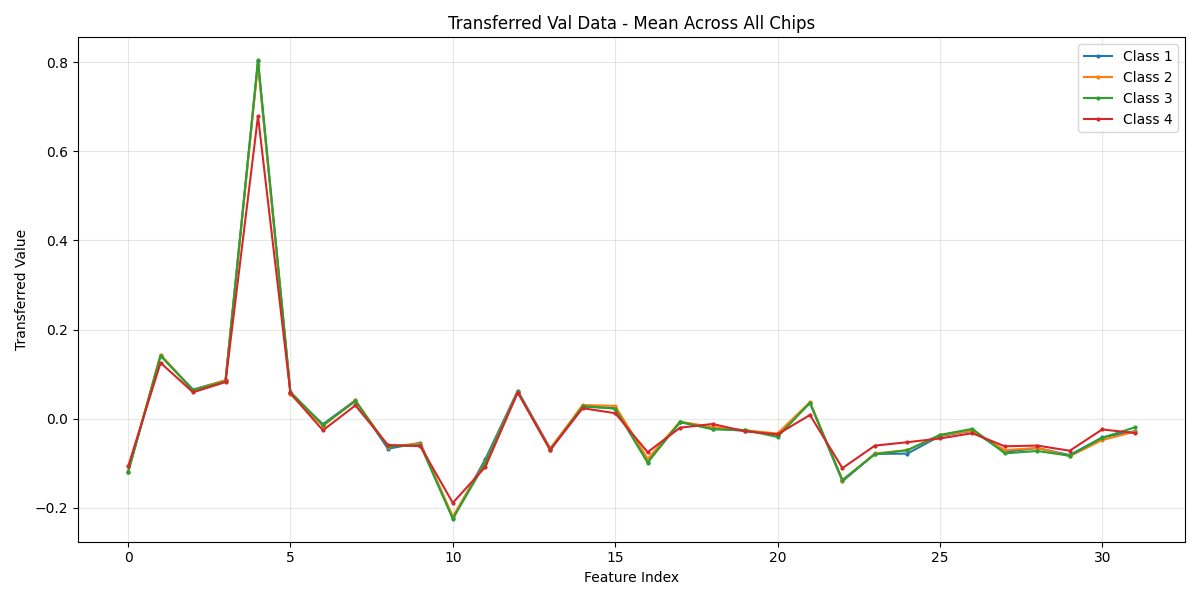 Transferred Val Data - Mean Across All Chips
Class 1
Class 2
Class 3
Class 4
Transferred Value
0.8
0.6
0.4
0.2
0.0
−0.2
0 5 10 15 20 25 30
Feature Index